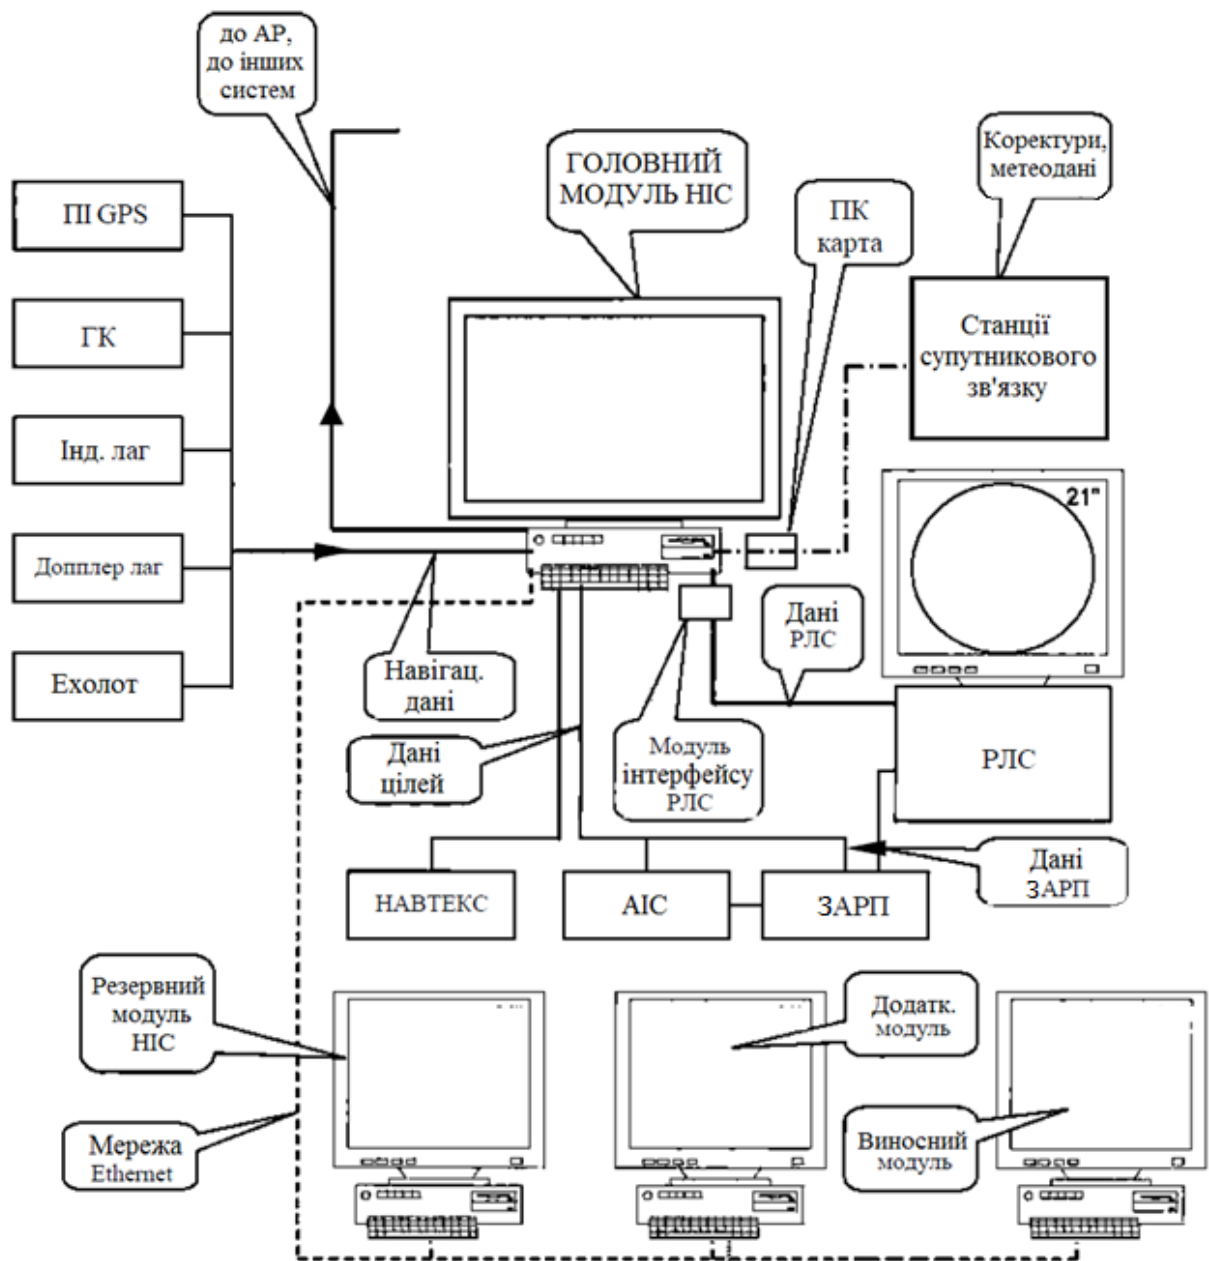 до АР,
до інших
систем
ГОЛОВНИЙ
МОДУЛЬ НІС
ПК
карта
Коректури,
метеодані
ПІ GPS
ГК
Інд. лаг
Допплер лаг
Ехолот
Станції
супутникового
зв'язку
21"
Навігац.
дані
Дані
РЛС
Дані
цілей
Модуль
інтерфейсу
РЛС
РЛС
Дані
ЗАРП
НАВТЕКС
АІС
ЗАРП
Резервний
модуль
НІС
Додатк.
модуль
Мережа
Ethernet
Виносний
модуль